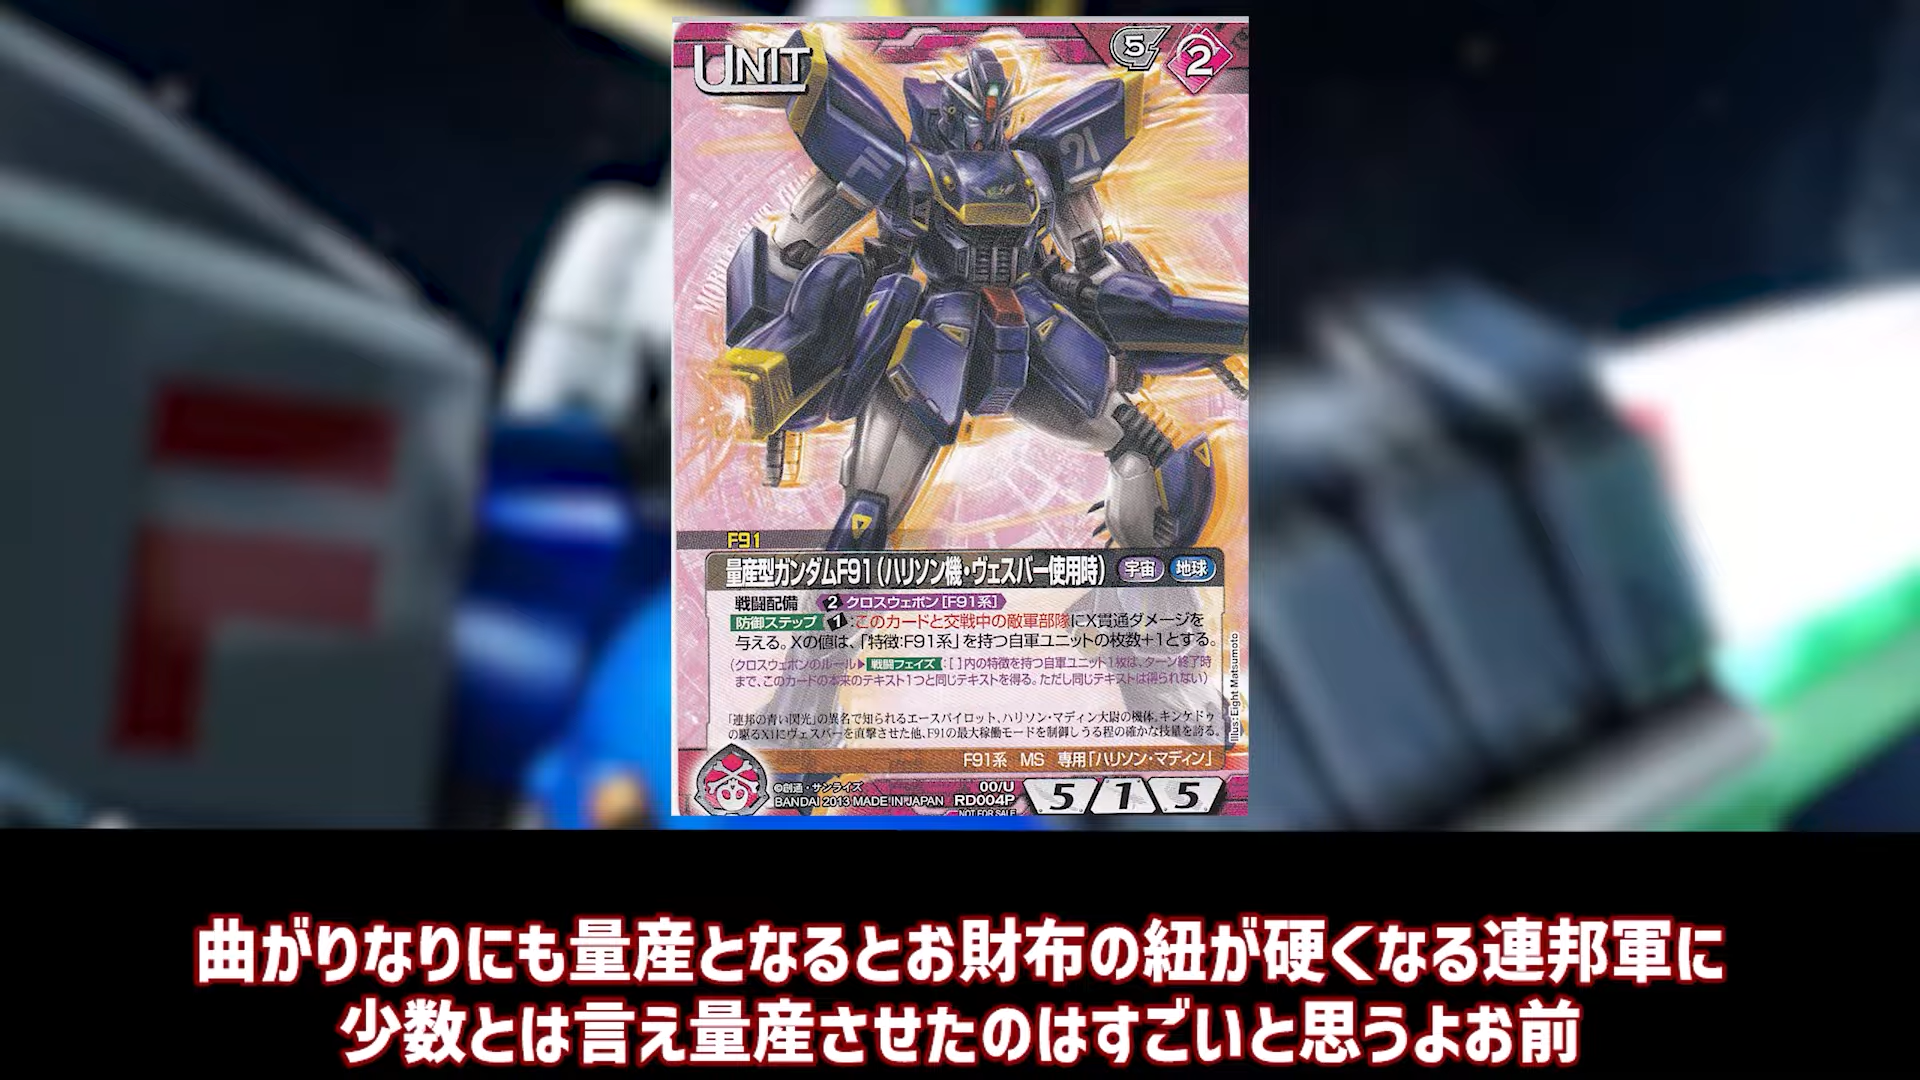 UNIT
5
2
F
21
F
F91
量産型ガンダムF91(ハリソン機・ヴェスバー使用時) 宇宙 地球
戦闘配備 2 クロスウェポン[F91系]
防御ステップ 1:このカードと交戦中の敵軍部隊にX貫通ダメージを
与える。Xの値は、「特徴:F91系」を持つ自軍ユニットの枚数+1とする。
(クロスウェポンのルール▶戦闘フェイズ:[ ]内の特徴を持つ自軍ユニット1枚は、ターン終了時
まで、このカードの本来のテキスト1つと同じテキストを得る。ただし同じテキストは得られない)
「連邦の青い閃光」の異名で知られるエースパイロット、ハリソン・マディン大尉の機体。キンケドゥ
の駆るX1にヴェスバーを直撃させた他、F91の最大稼働モードを制御しうる程の確かな技量を誇る。
Illus: Eight Matsumoto
F91系 MS 専用「ハリソン・マディン」
©創通・サンライズ
BANDAI 2013 MADE IN JAPAN
00/U
RD004P
NOT FOR SALE
5/1/5
曲がりなりにも量産となるとお財布の紐が硬くなる連邦軍に
少数とは言え量産させたのはすごいと思うよお前